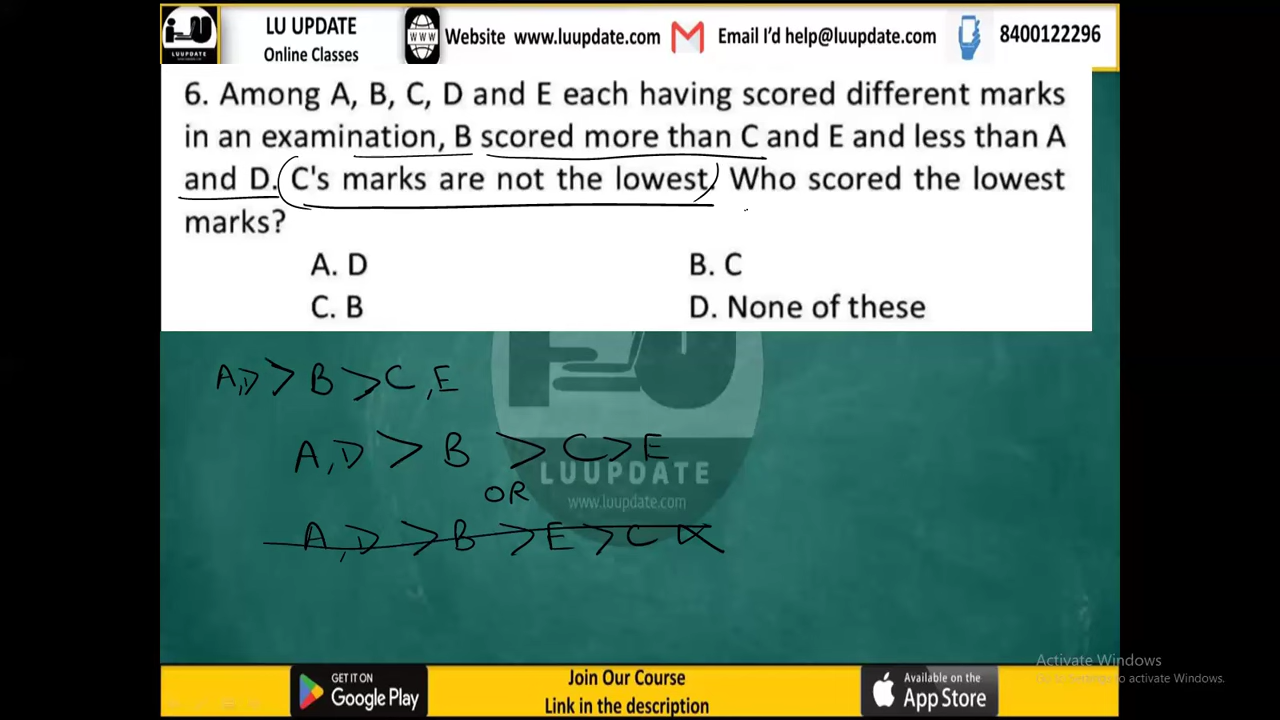 LU UPDATE
Online Classes
WWW
Website www.luupdate.com
Email I'd help@luupdate.com
8400122296
LUUPDATE
6. Among A, B, C, D and E each having scored different marks
in an examination, B scored more than C and E and less than A
and D. C's marks are not the lowest. Who scored the lowest
marks?
A. D
B. C
C. B
D. None of these
A,D > B > C,E
A,D > B > C > E
OR
A,D > B > E > C
LUUPDATE
www.luupdate.com
Activate Windows
GET IT ON
Google Play
Join Our Course
Link in the description
Available on the
App Store